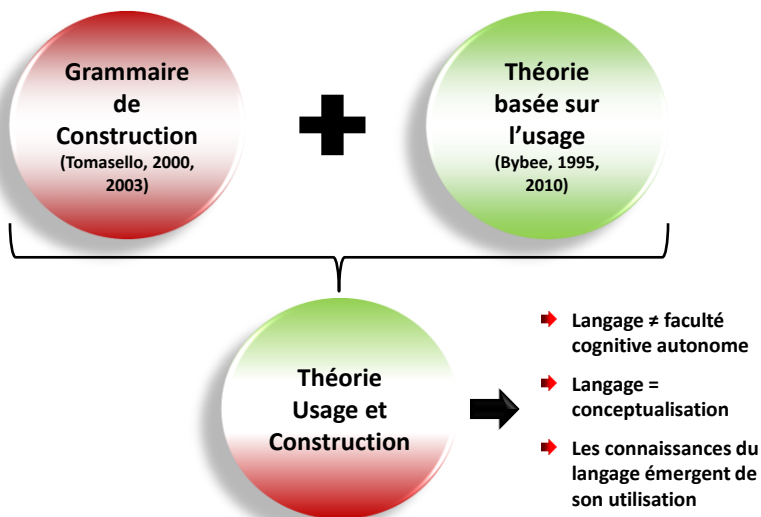 Grammaire
de
Construction
(Tomasello, 2000,
2003)
Théorie
basée sur
l'usage
(Bybee, 1995,
2010)
Théorie
Usage et
Construction
Langage ≠ faculté
cognitive autonome
Langage =
conceptualisation
Les connaissances du
langage émergent de
son utilisation